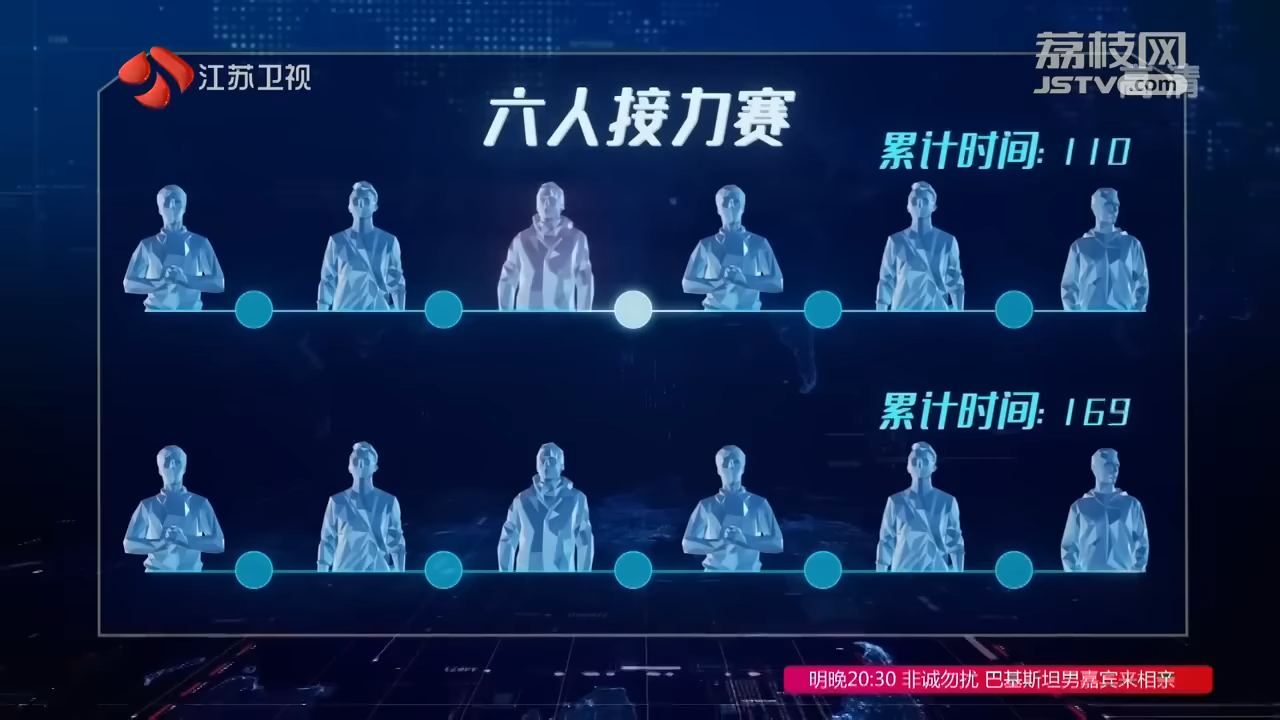 江苏卫视
荔枝网
JSTV.com
高清
六人接力赛
累计时间: 110
累计时间: 169
明晚20:30 非诚勿扰 巴基斯坦男嘉宾来相亲